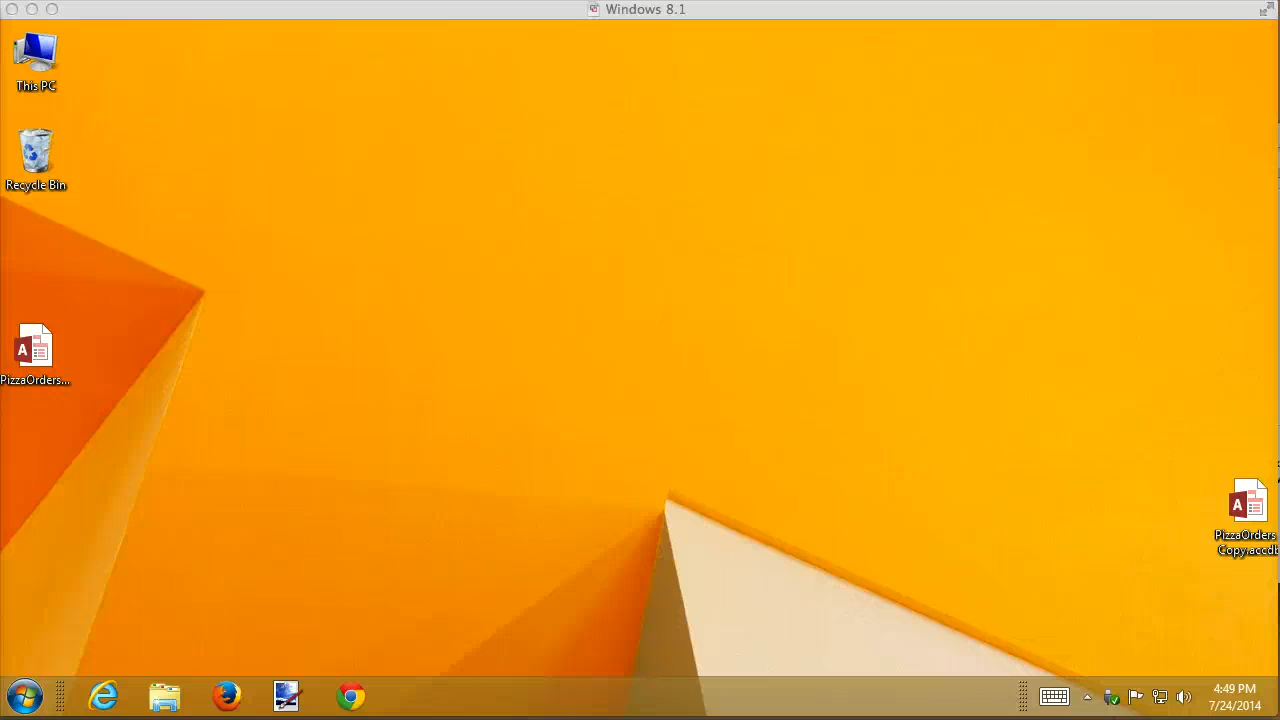 Windows 8.1
This PC
Recycle Bin
PizzaOrders...
PizzaOrders
Copy.accdb
4:49 PM
7/24/2014